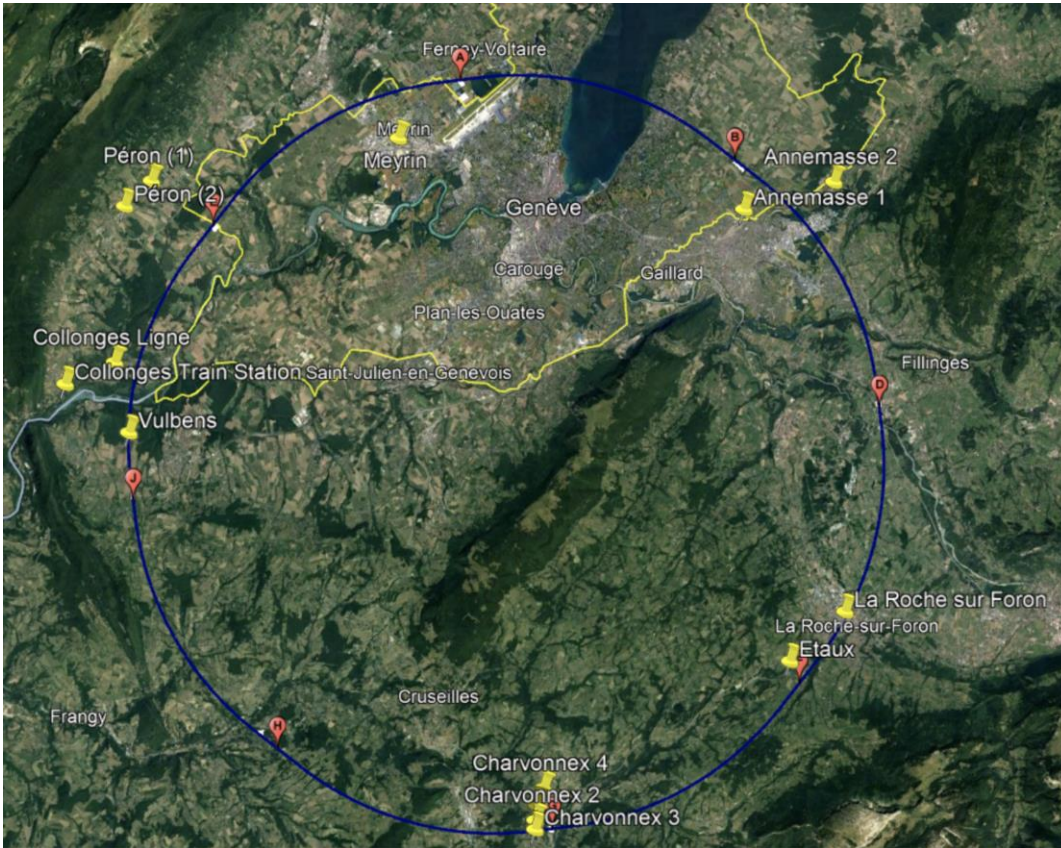 Ferney-Voltaire
A
Meyrin
Meyrin
B
Péron (1)
Annemasse 2
Péron (2)
Annemasse 1
Genève
Carouge
Gaillard
Plan-les-Ouates
Collonges Ligne
Fillinges
Collonges Train Station
Saint-Julien-en-Genevois
D
Vulbens
J
La Roche sur Foron
La Roche-sur-Foron
Etaux
Cruseilles
Frangy
H
Charvonnex 4
Charvonnex 2
Charvonnex 3